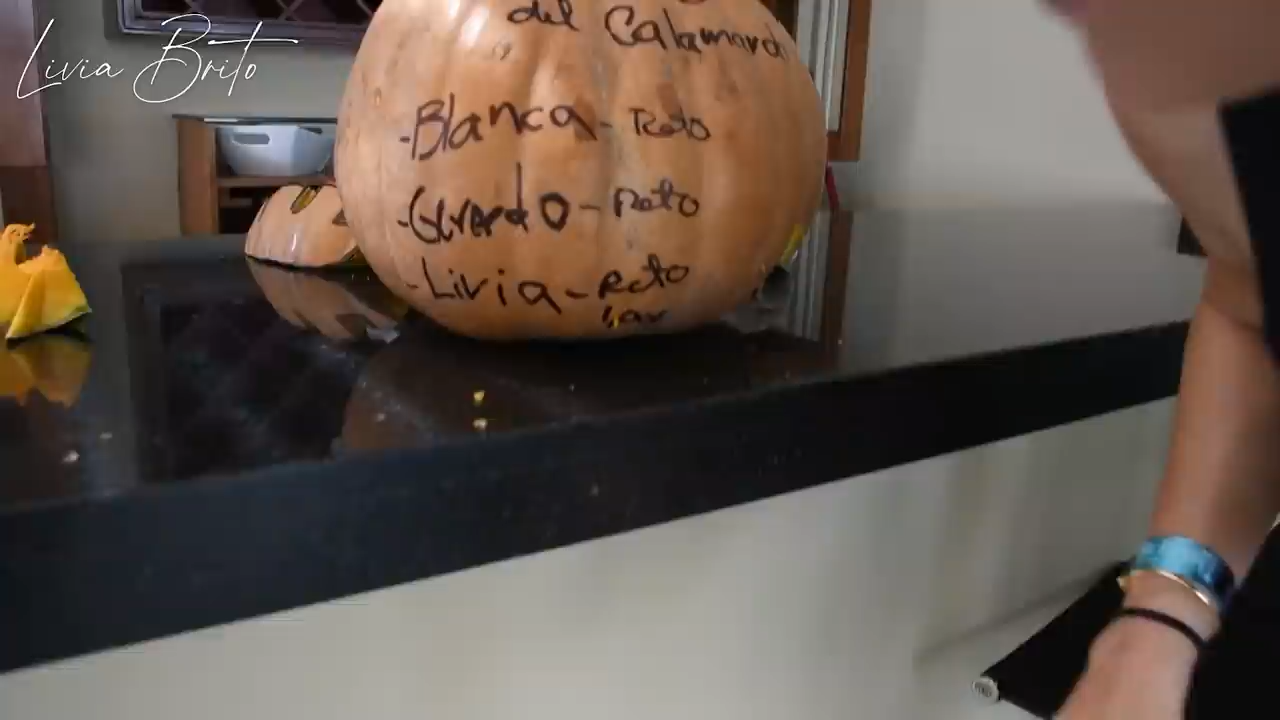 Livia Brito
del Calamardo
-Blanca - Reto
-Gerardo - Reto
-Livia - Reto